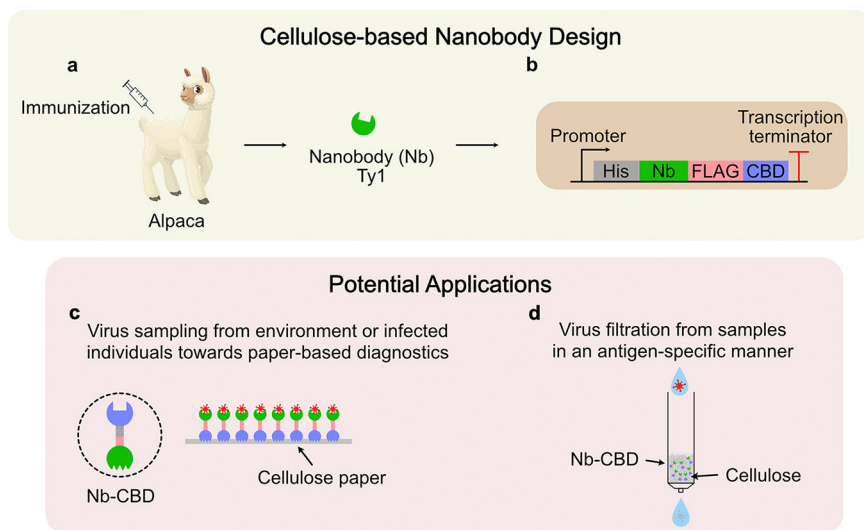 Cellulose-based Nanobody Design
a
Immunization
Alpaca
Nanobody (Nb)
Ty1
b
Promoter
Transcription
terminator
His Nb FLAG CBD
Potential Applications
c
Virus sampling from environment or infected
individuals towards paper-based diagnostics
Nb-CBD
Cellulose paper
d
Virus filtration from samples
in an antigen-specific manner
Nb-CBD
Cellulose